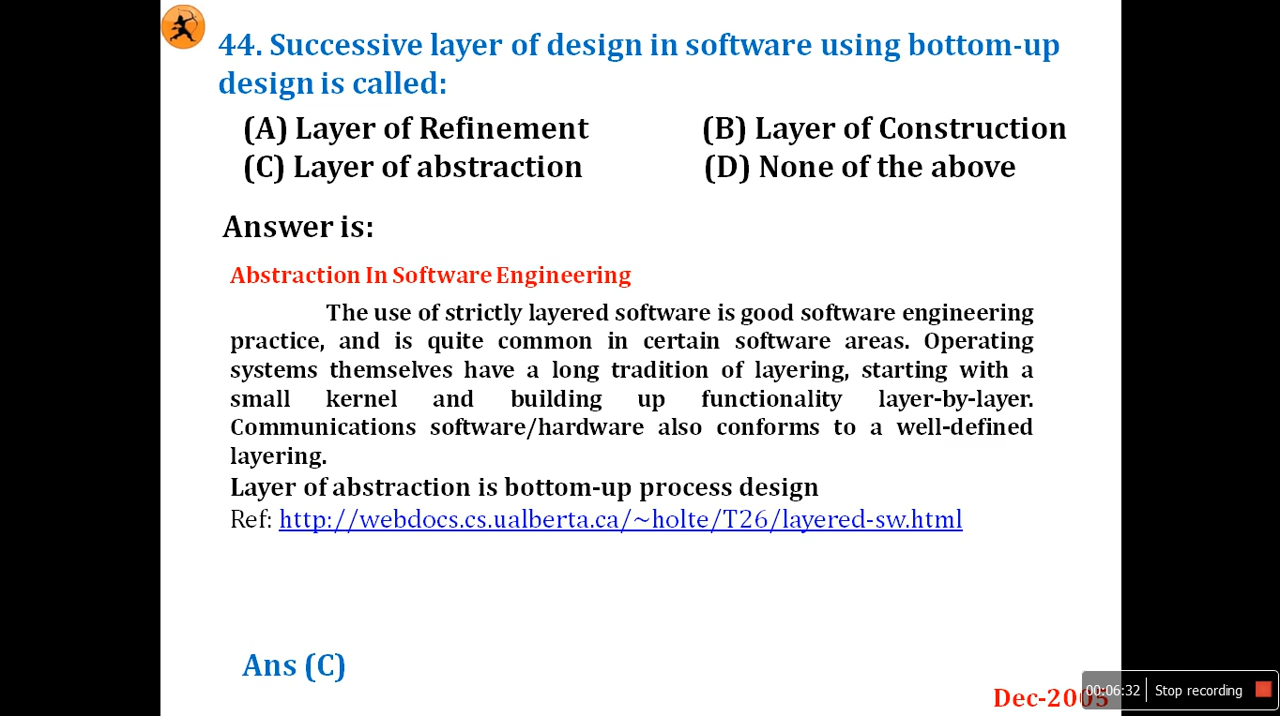 44. Successive layer of design in software using bottom-up
design is called:
(A) Layer of Refinement (B) Layer of Construction
(C) Layer of abstraction (D) None of the above
Answer is:
Abstraction In Software Engineering
The use of strictly layered software is good software engineering
practice, and is quite common in certain software areas. Operating
systems themselves have a long tradition of layering, starting with a
small kernel and building up functionality layer-by-layer.
Communications software/hardware also conforms to a well-defined
layering.
Layer of abstraction is bottom-up process design
Ref: http://webdocs.cs.ualberta.ca/~holte/T26/layered-sw.html
Ans (C)
Dec-2005
00:06:32 Stop recording